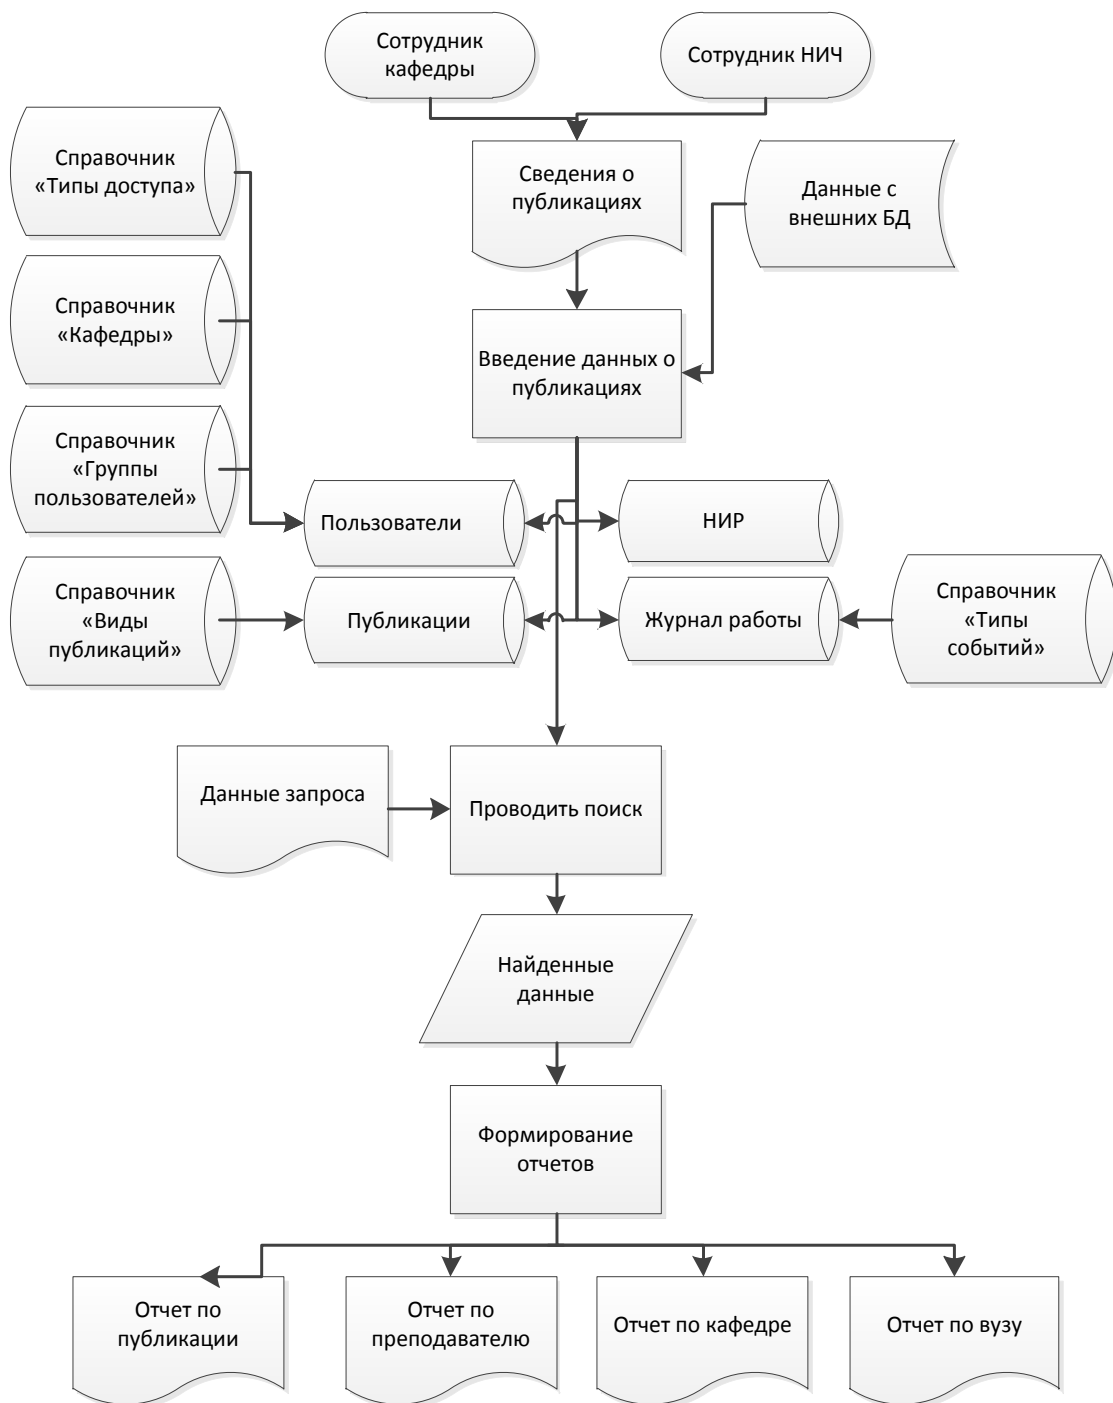 Сотрудник
кафедры
Сотрудник НИЧ
Справочник
«Типы доступа»
Сведения о
публикациях
Данные с
внешних БД
Справочник
«Кафедры»
Введение данных о
публикациях
Справочник
«Группы
пользователей»
Пользователи
НИР
Справочник
«Виды
публикаций»
Публикации
Журнал работы
Справочник
«Типы
событий»
Данные запроса
Проводить поиск
Найденные
данные
Формирование
отчетов
Отчет по
публикации
Отчет по
преподавателю
Отчет по кафедре
Отчет по вузу